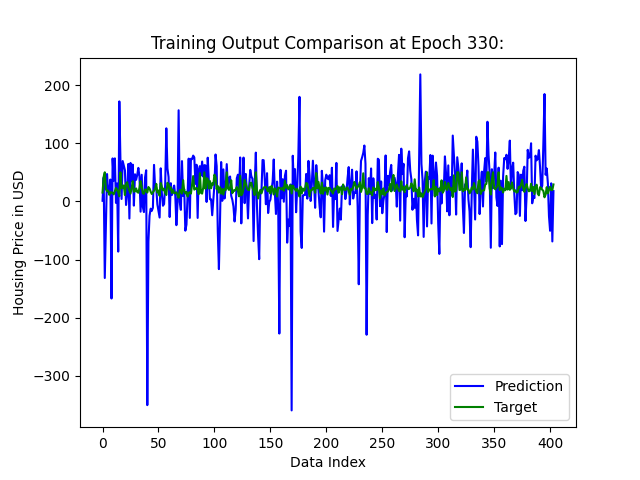 Training Output Comparison at Epoch 330:
Housing Price in USD
200
100
0
−100
−200
−300
0 50 100 150 200 250 300 350 400
Data Index
Prediction
Target